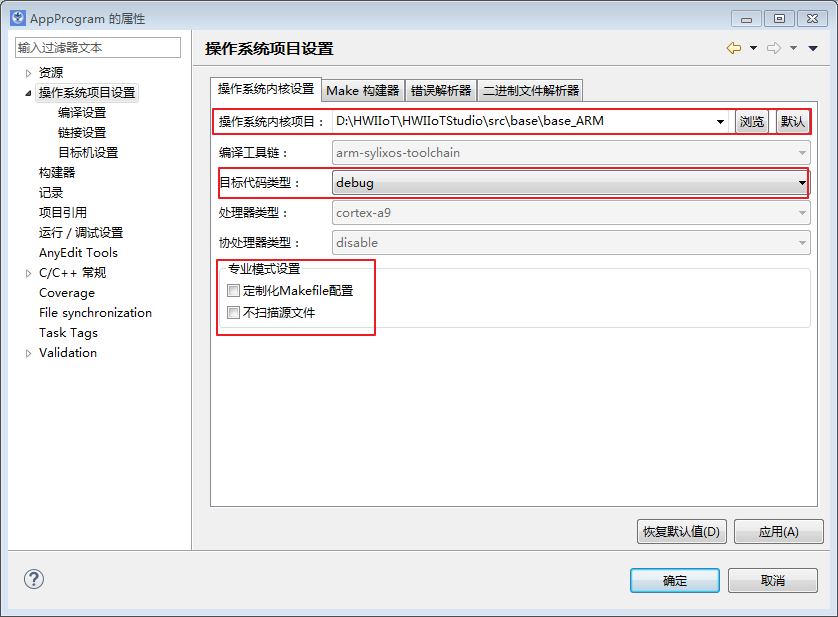 AppProgram 的属性
输入过滤器文本
资源
操作系统项目设置
编译设置
链接设置
目标机设置
构建器
记录
项目引用
运行 / 调试设置
AnyEdit Tools
C/C++ 常规
Coverage
File synchronization
Task Tags
Validation
操作系统项目设置
操作系统内核设置 Make 构建器 错误解析器 二进制文件解析器
操作系统内核项目： D:\HWIIoT\HWIIoTStudio\src\base\base_ARM 浏览 默认
编译工具链： arm-sylixos-toolchain
目标代码类型： debug
处理器类型： cortex-a9
协处理器类型： disable
专业模式设置
定制化Makefile配置
不扫描源文件
恢复默认值(D) 应用(A)
? 确定 取消